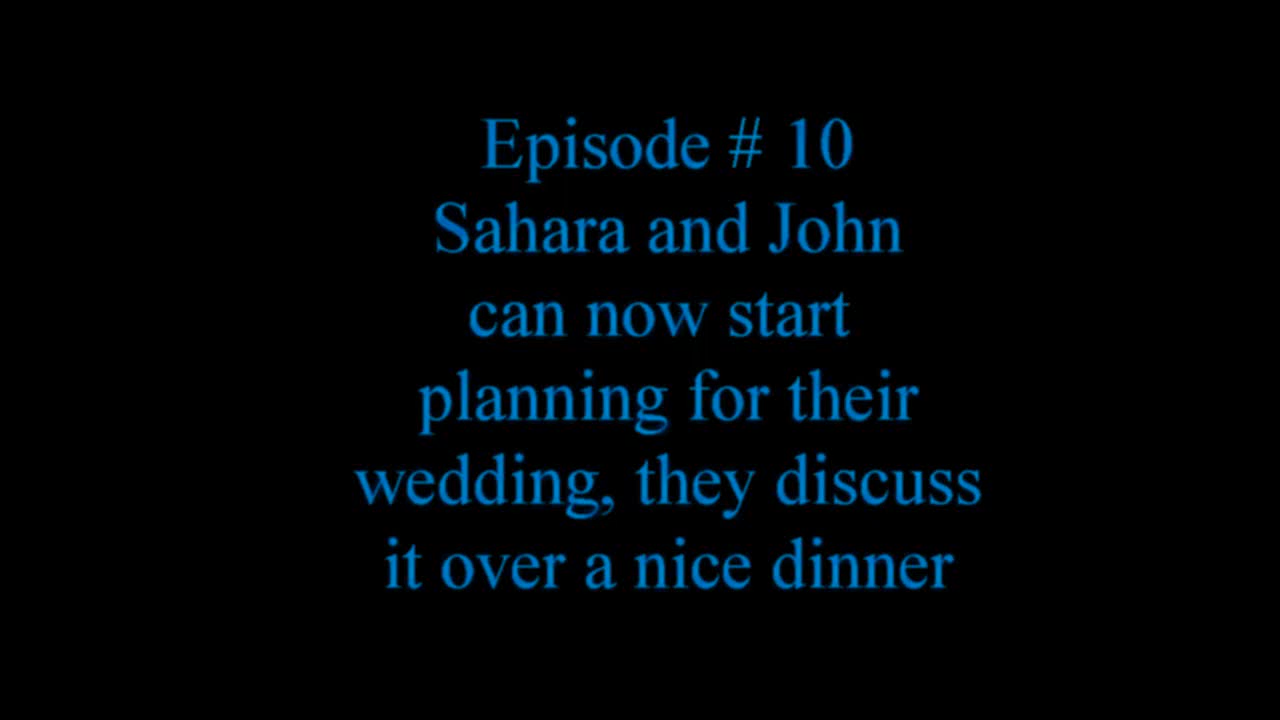 Episode # 10
Sahara and John
can now start
planning for their
wedding, they discuss
it over a nice dinner